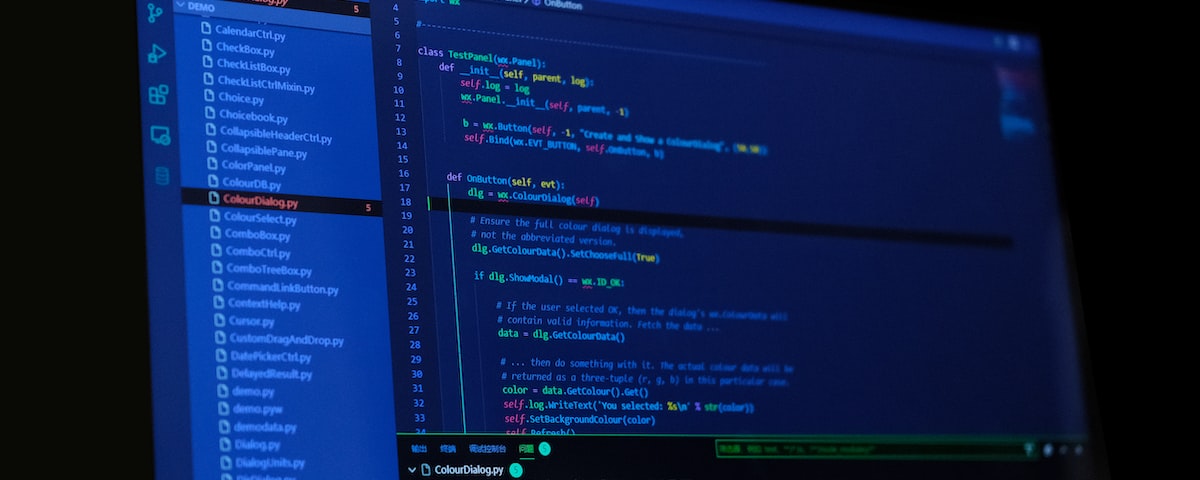 DEMO
CalendarCtrl.py
CheckBox.py
CheckListBox.py
CheckListCtrlMixin.py
Choice.py
Choicebook.py
CollapsibleHeaderCtrl.py
CollapsiblePane.py
ColorPanel.py
ColourDB.py
ColourDialog.py 5
ColourSelect.py
ComboBox.py
ComboCtrl.py
ComboTreeBox.py
CommandLinkButton.py
ContextHelp.py
Cursor.py
CustomDragAndDrop.py
DatePickerCtrl.py
DelayedResult.py
demo.py
demo.pyw
demodata.py
Dialog.py
DialogUnits.py
5
OnButton
4 import wx
5 #---
6
7 class TestPanel(wx.Panel):
8 def __init__(self, parent, log):
9 self.log = log
10 wx.Panel.__init__(self, parent, -1)
11
12 b = wx.Button(self, -1, "Create and Show a ColourDialog", (50,50))
13 self.Bind(wx.EVT_BUTTON, self.OnButton, b)
14
15
16 def OnButton(self, evt):
17 dlg = wx.ColourDialog(self)
18
19 # Ensure the full colour dialog is displayed,
20 # not the abbreviated version.
21 dlg.GetColourData().SetChooseFull(True)
22
23 if dlg.ShowModal() == wx.ID_OK:
24
25 # If the user selected OK, then the dialog's wx.ColourData will
26 # contain valid information. Fetch the data ...
27 data = dlg.GetColourData()
28
29 # ... then do something with it. The actual colour data will be
30 # returned as a three-tuple (r, g, b) in this particular case.
31 color = data.GetColour().Get()
32 self.log.WriteText('You selected: %s\n' % str(color))
33 self.SetBackgroundColour(color)
34 self.Refresh()
输出 终端 调试控制台 问题 5
ColourDialog.py 5